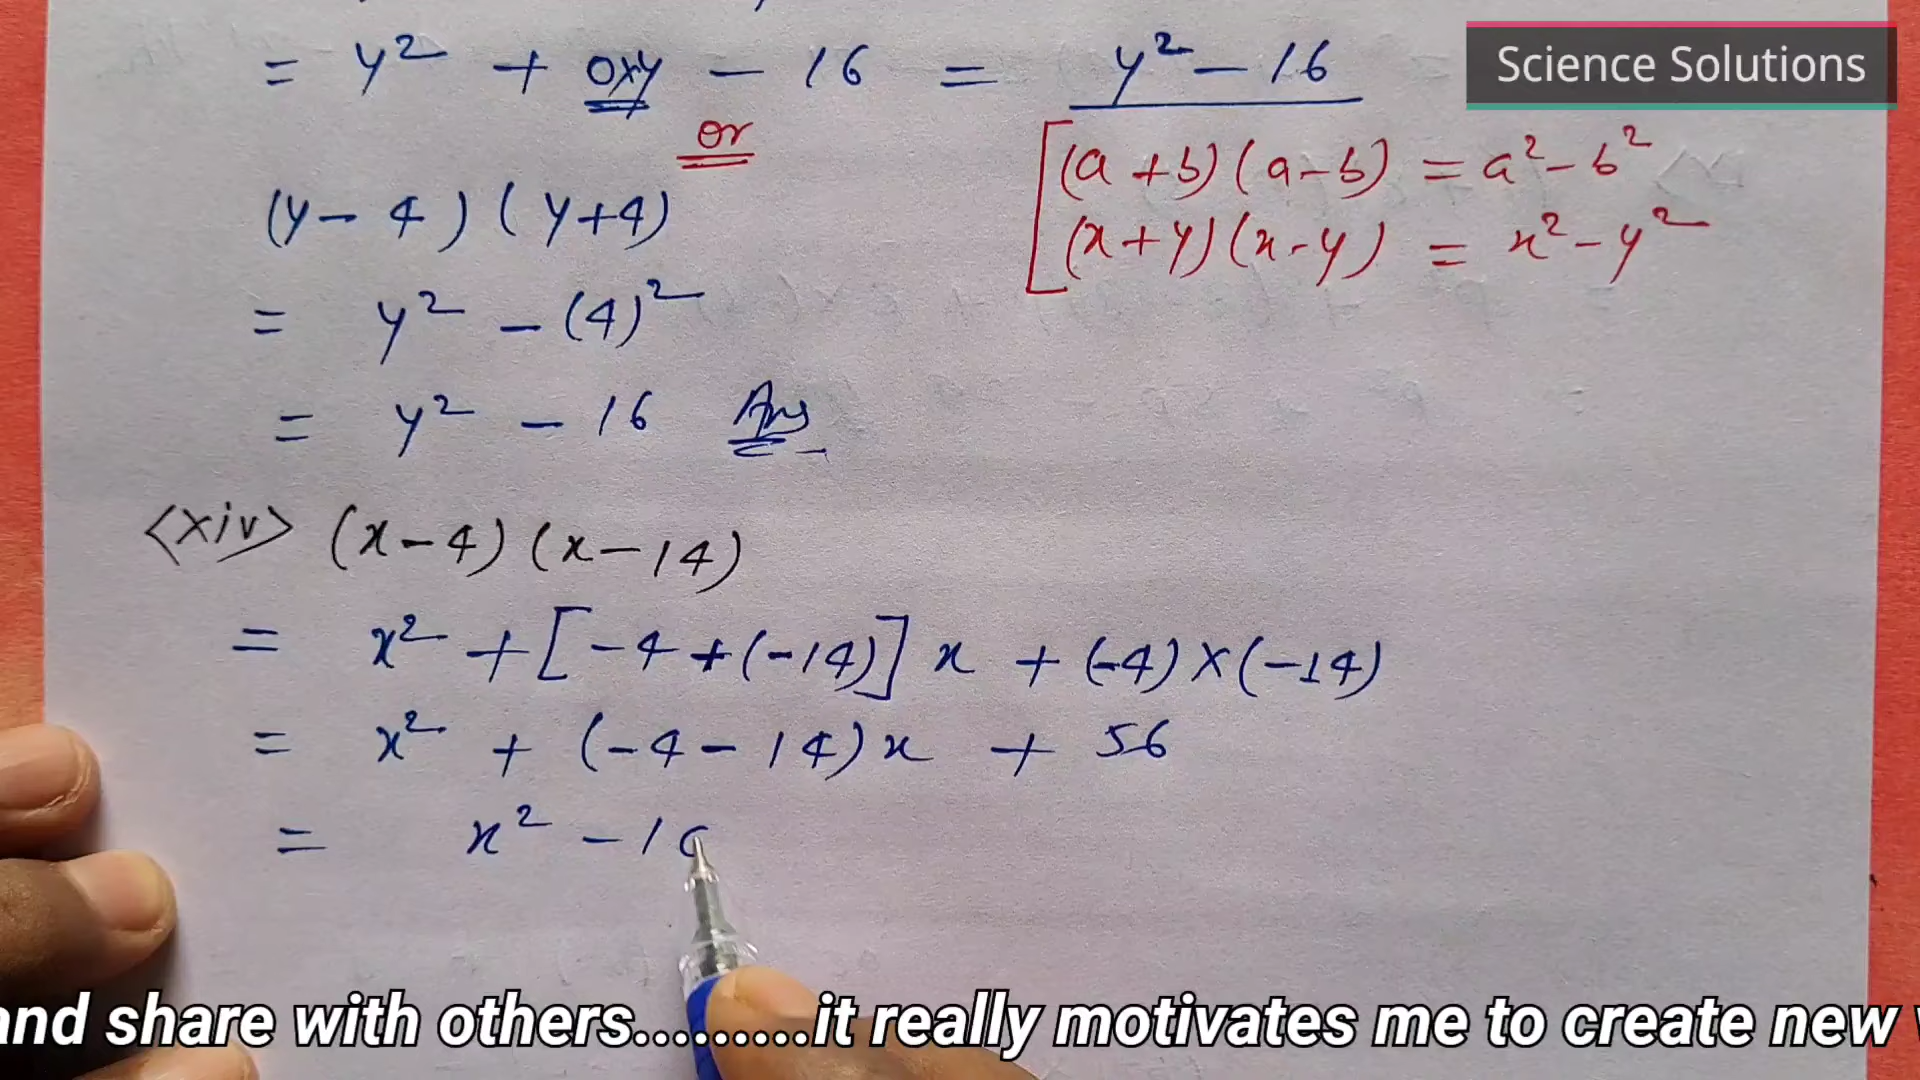 = y² + 0xy - 16 = y² - 16
Science Solutions
or
[(a+b)(a-b) = a² - b²
(x+y)(x-y) = x² - y²
(y-4)(y+4)
= y² - (4)²
= y² - 16 Ans
<xiv> (x-4)(x-14)
= x² + [-4+(-14)] x + (-4)×(-14)
= x² + (-4-14)x + 56
= x² - 1
and share with others.........it really motivates me to create new